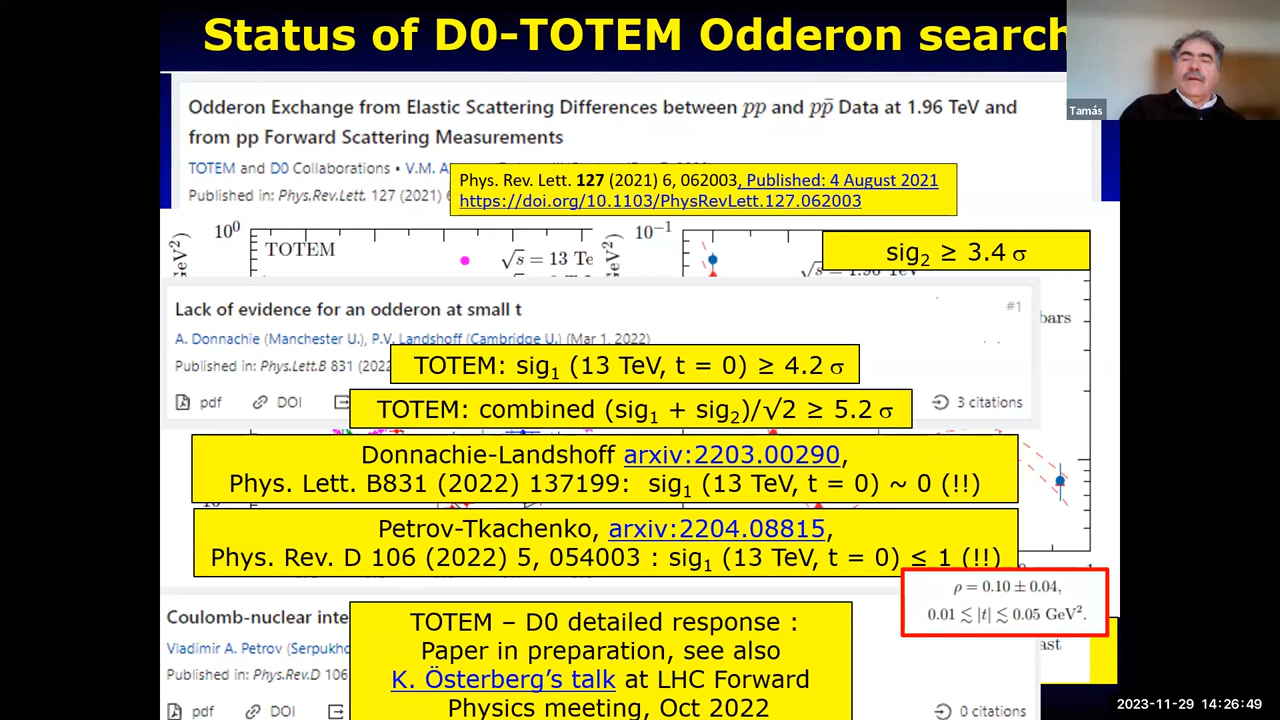 Status of D0-TOTEM Odderon search
Tamás
Odderon Exchange from Elastic Scattering Differences between pp and pp̄ Data at 1.96 TeV and
from pp Forward Scattering Measurements
TOTEM and D0 Collaborations • V.M.
Published in: Phys.Rev.Lett. 127 (2021)
Phys. Rev. Lett. 127 (2021) 6, 062003, Published: 4 August 2021
https://doi.org/10.1103/PhysRevLett.127.062003
10⁰
TOTEM
√s = 13 Te
10⁻¹
sig₂ ≥ 3.4 σ
GeV²)
bars
Lack of evidence for an odderon at small t
#1
A. Donnachie (Manchester U.), P.V. Landshoff (Cambridge U.) (Mar 1, 2022)
Published in: Phys.Lett.B 831 (2022
TOTEM: sig₁ (13 TeV, t = 0) ≥ 4.2 σ
pdf DOI
3 citations
TOTEM: combined (sig₁ + sig₂)/√2 ≥ 5.2 σ
Donnachie-Landshoff arxiv:2203.00290,
Phys. Lett. B831 (2022) 137199: sig₁ (13 TeV, t = 0) ~ 0 (!!)
Petrov-Tkachenko, arxiv:2204.08815,
Phys. Rev. D 106 (2022) 5, 054003 : sig₁ (13 TeV, t = 0) ≤ 1 (!!)
ρ = 0.10 ± 0.04,
0.01 ≲ |t| ≲ 0.05 GeV².
Coulomb-nuclear inte
Vladimir A. Petrov (Serpukho
Published in: Phys.Rev.D 106
TOTEM – D0 detailed response :
Paper in preparation, see also
K. Österberg's talk at LHC Forward
Physics meeting, Oct 2022
ast
pdf DOI
0 citations
2023-11-29 14:26:49